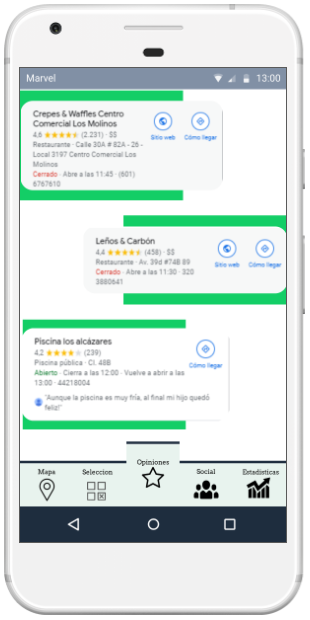 Marvel 13:00
Crepes & Waffles Centro
Comercial Los Molinos
4,6 (2.231) · $$
Restaurante · Calle 30A # 82A - 26 -
Local 3197 Centro Comercial Los
Molinos
Cerrado · Abre a las 11:45 · (601)
6767610
Sitio web
Cómo llegar
Leños & Carbón
4,4 (458) · $$
Restaurante · Av. 39d #74B 89
Cerrado · Abre a las 11:30 · 320
3880641
Sitio web
Cómo llegar
Piscina los alcázares
4,2 (239)
Piscina pública · Cl. 48B
Abierto · Cierra a las 12:00 · Vuelve a abrir a las
13:00 · 44218004
"Aunque la piscina es muy fría, al final mi hijo quedó
feliz!"
Cómo llegar
Mapa
Seleccion
Opiniones
Social
Estadísticas